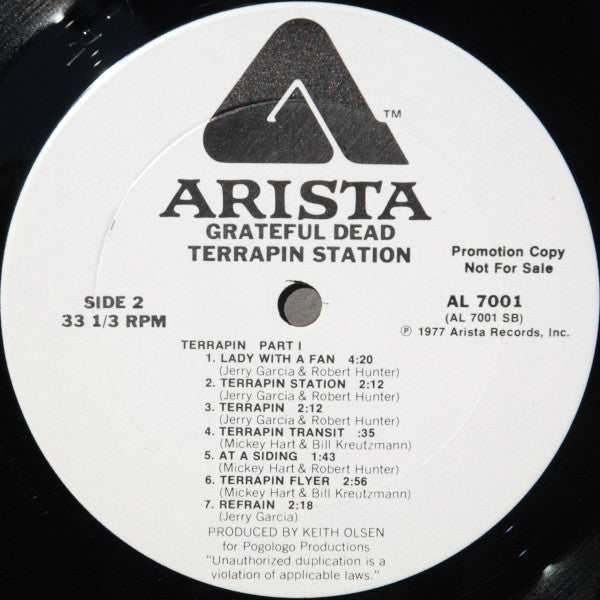 TM
ARISTA
GRATEFUL DEAD
TERRAPIN STATION
Promotion Copy
Not For Sale
SIDE 2
33 1/3 RPM
AL 7001
(AL 7001 SB)
℗ 1977 Arista Records, Inc.
TERRAPIN PART I
1. LADY WITH A FAN 4:20
(Jerry Garcia & Robert Hunter)
2. TERRAPIN STATION 2:12
(Jerry Garcia & Robert Hunter)
3. TERRAPIN 2:12
(Jerry Garcia & Robert Hunter)
4. TERRAPIN TRANSIT :35
(Mickey Hart & Bill Kreutzmann)
5. AT A SIDING 1:43
(Mickey Hart & Robert Hunter)
6. TERRAPIN FLYER 2:56
(Mickey Hart & Bill Kreutzmann)
7. REFRAIN 2:18
(Jerry Garcia)
PRODUCED BY KEITH OLSEN
for Pogologo Productions
"Unauthorized duplication is a
violation of applicable laws."